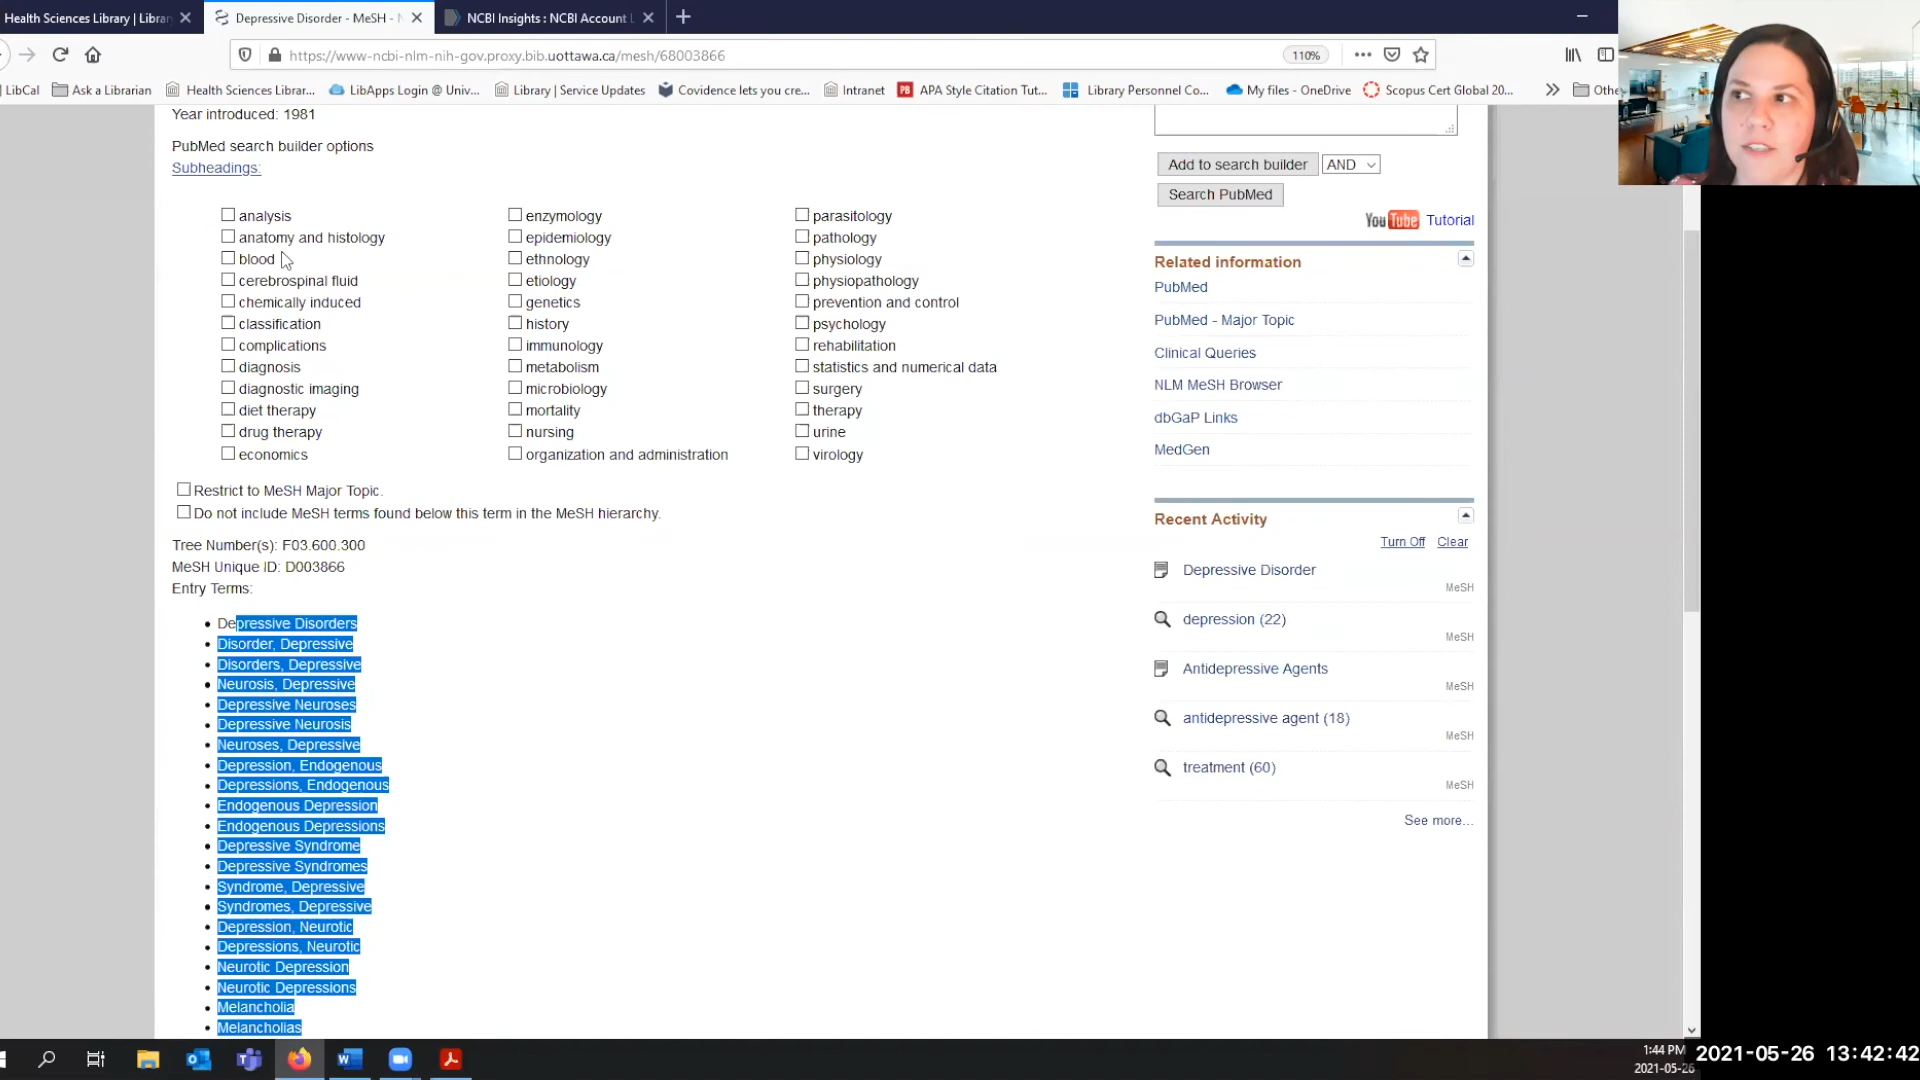 Health Sciences Library | Librar
Depressive Disorder - MeSH - N
NCBI Insights : NCBI Account L
https://www-ncbi-nlm-nih-gov.proxy.bib.uottawa.ca/mesh/68003866
110%
LibCal
Ask a Librarian
Health Sciences Librar...
LibApps Login @ Univ...
Library | Service Updates
Covidence lets you cre...
Intranet
PB APA Style Citation Tut...
Library Personnel Co...
My files - OneDrive
Scopus Cert Global 20...
Othe
Year introduced: 1981
PubMed search builder options
Subheadings:
analysis
anatomy and histology
blood
cerebrospinal fluid
chemically induced
classification
complications
diagnosis
diagnostic imaging
diet therapy
drug therapy
economics
enzymology
epidemiology
ethnology
etiology
genetics
history
immunology
metabolism
microbiology
mortality
nursing
organization and administration
parasitology
pathology
physiology
physiopathology
prevention and control
psychology
rehabilitation
statistics and numerical data
surgery
therapy
urine
virology
Restrict to MeSH Major Topic.
Do not include MeSH terms found below this term in the MeSH hierarchy.
Tree Number(s): F03.600.300
MeSH Unique ID: D003866
Entry Terms:
Depressive Disorders
Disorder, Depressive
Disorders, Depressive
Neurosis, Depressive
Depressive Neuroses
Depressive Neurosis
Neuroses, Depressive
Depression, Endogenous
Depressions, Endogenous
Endogenous Depression
Endogenous Depressions
Depressive Syndrome
Depressive Syndromes
Syndrome, Depressive
Syndromes, Depressive
Depression, Neurotic
Depressions, Neurotic
Neurotic Depression
Neurotic Depressions
Melancholia
Melancholias
Add to search builder
AND
Search PubMed
YouTube Tutorial
Related information
PubMed
PubMed - Major Topic
Clinical Queries
NLM MeSH Browser
dbGaP Links
MedGen
Recent Activity
Turn Off Clear
Depressive Disorder
MeSH
depression (22)
MeSH
Antidepressive Agents
MeSH
antidepressive agent (18)
MeSH
treatment (60)
MeSH
See more...
1:44 PM
2021-05-26
2021-05-26 13:42:42